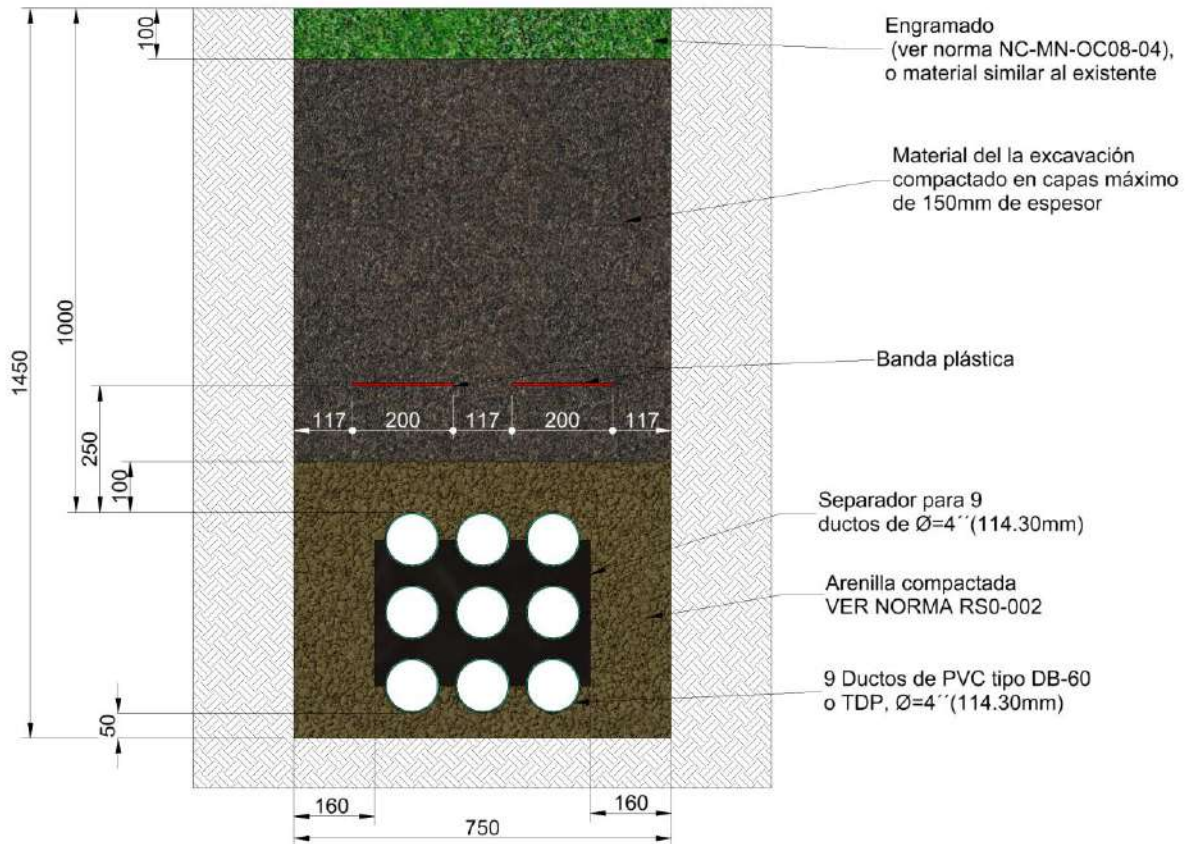 100
Engramado
(ver norma NC-MN-OC08-04),
o material similar al existente
Material del la excavación
compactado en capas máximo
de 150mm de espesor
1000
1450
Banda plástica
117
200
117
200
117
250
100
Separador para 9
ductos de Ø=4´´(114.30mm)
Arenilla compactada
VER NORMA RS0-002
9 Ductos de PVC tipo DB-60
o TDP, Ø=4´´(114.30mm)
50
160
160
750